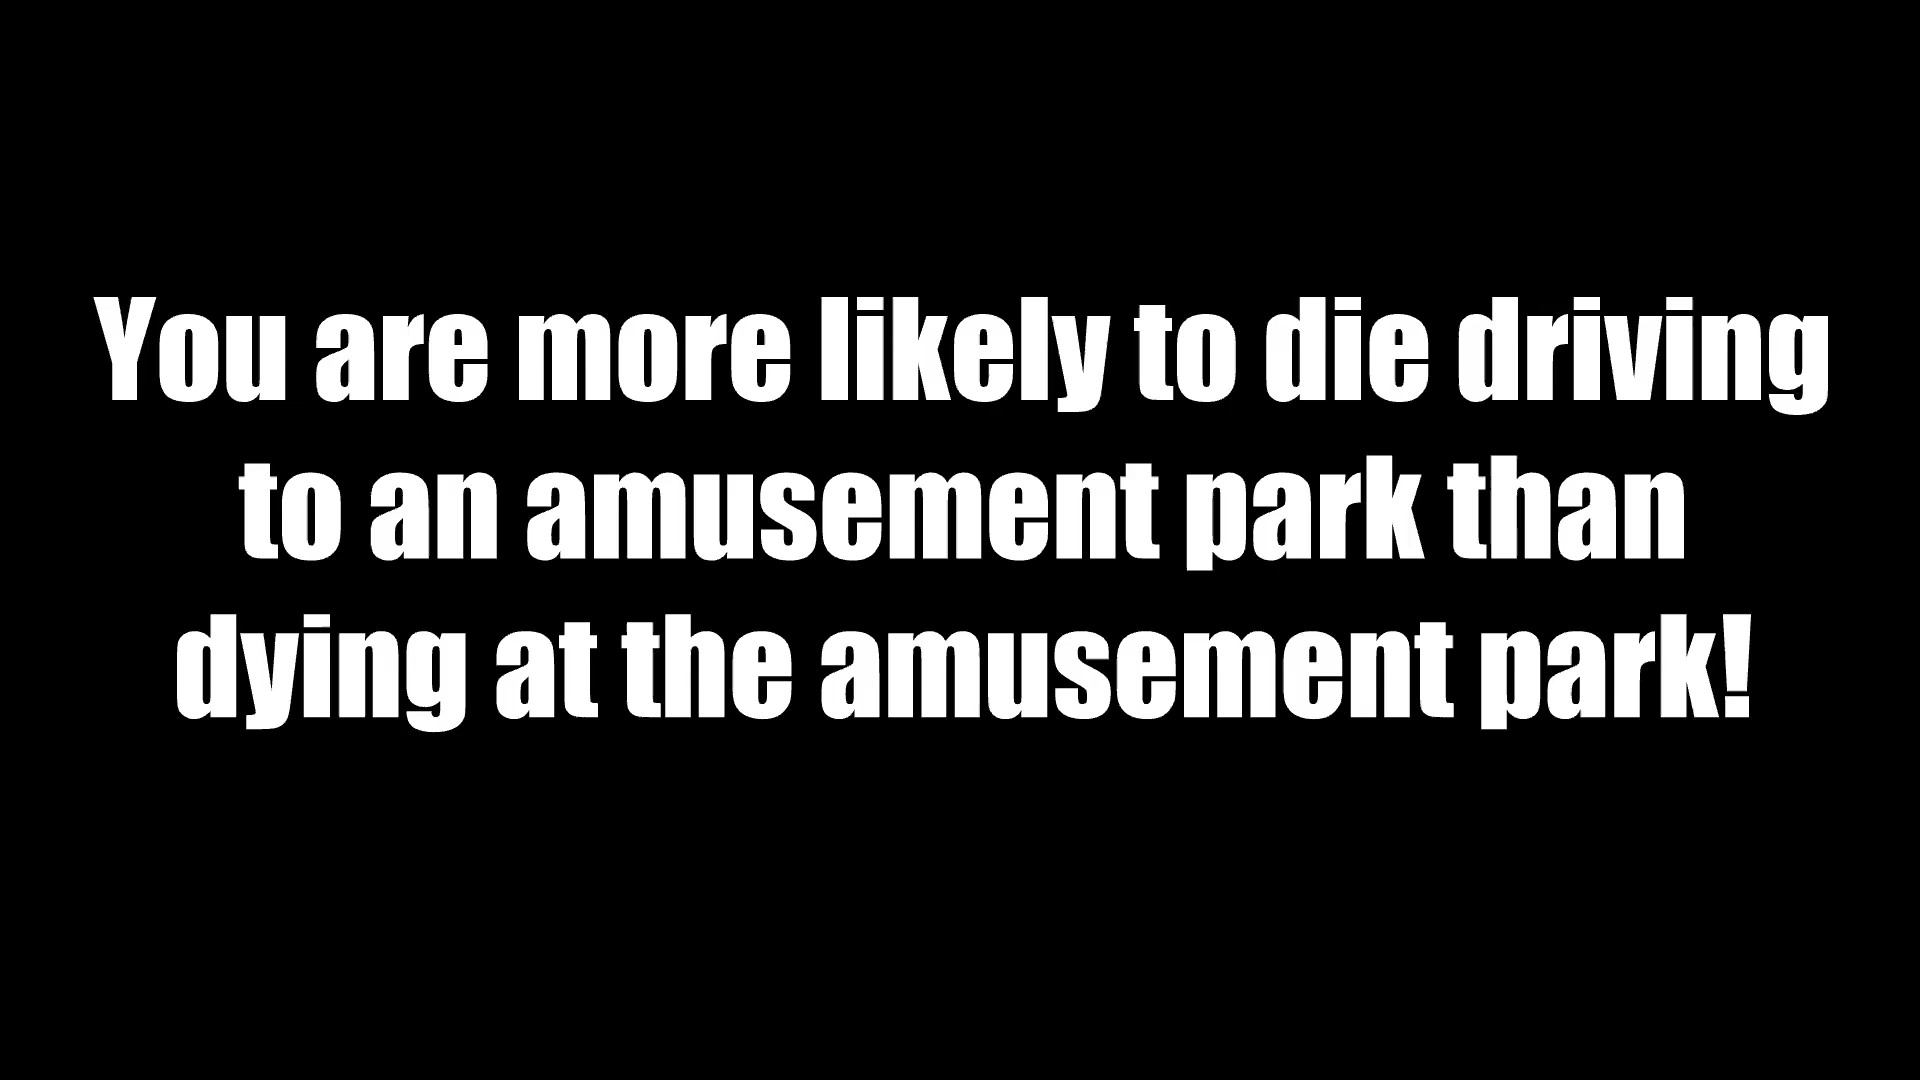 You are more likely to die driving
to an amusement park than
dying at the amusement park!